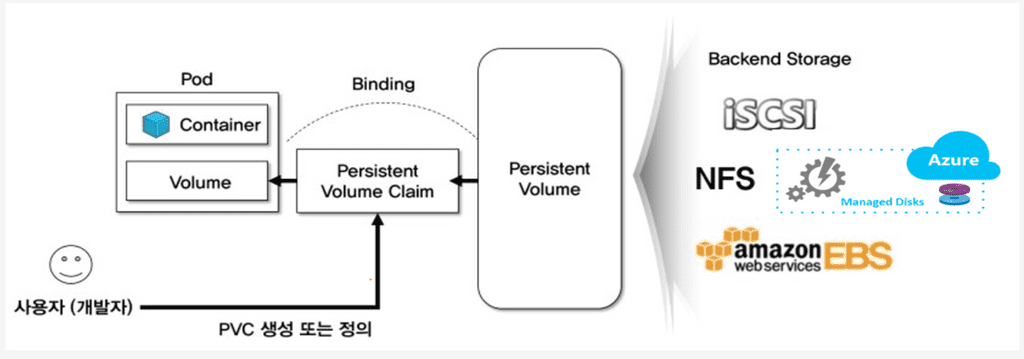 Pod
Container
Volume
Binding
Persistent
Volume Claim
Persistent
Volume
사용자 (개발자)
PVC 생성 또는 정의
Backend Storage
iSCSI
NFS
Azure
Managed Disks
amazon
web services
EBS